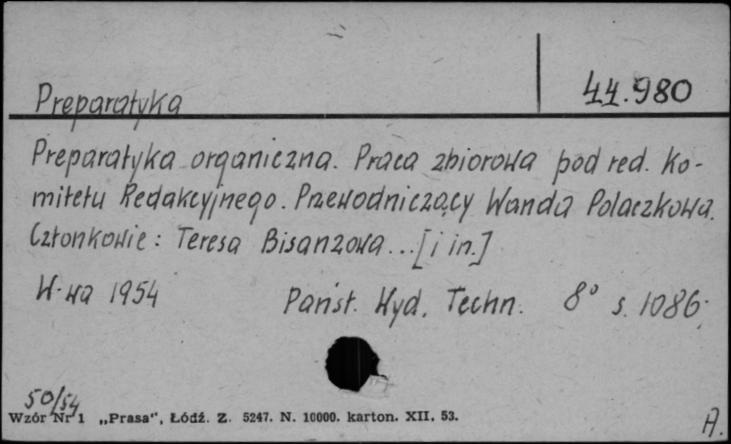 44.980
Preparatyka
Preparatyka organiczna. Praca zbiorowa pod red. Ko-
mitetu Redakcyjnego. Przewodniczący Wanda Polaczkowa.
Członkowie: Teresa Bisanzowa...[i in.]
W-wa 1954 Państ. Wyd. Techn. 8° s. 1086.
50/54
Wzór Nr 1 „Prasa“, Łódź. Z. 5247. N. 10000. karton. XII. 53.
A.